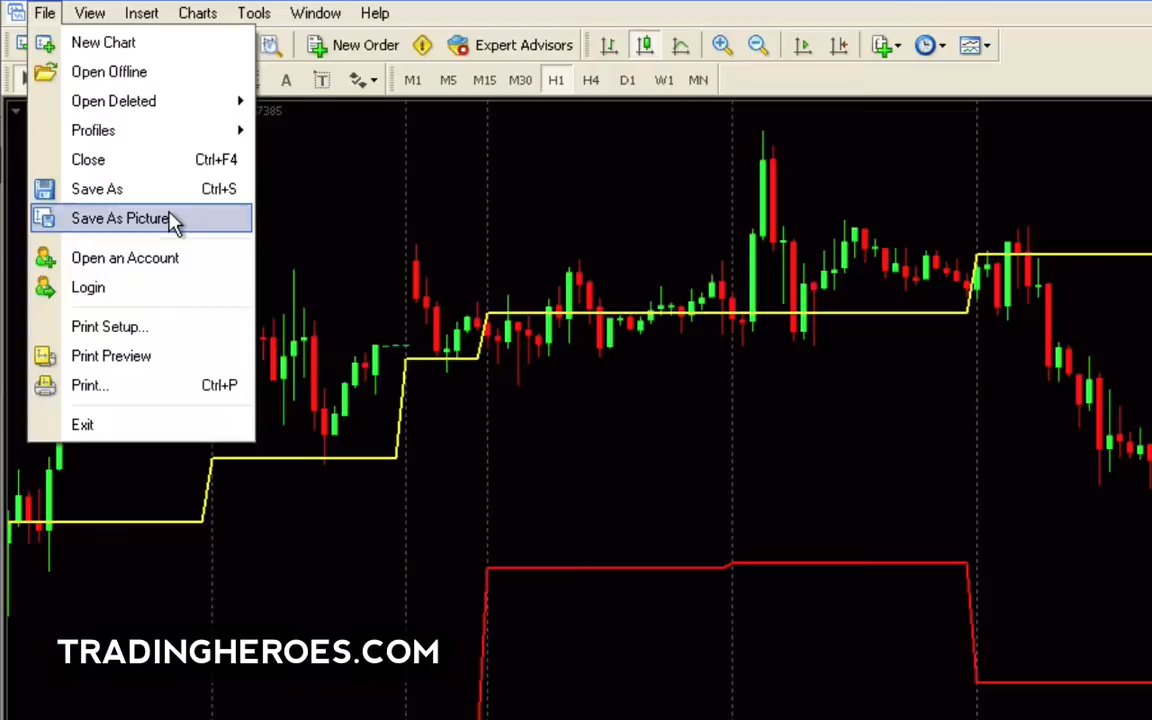 File View Insert Charts Tools Window Help
New Order Expert Advisors
A T M1 M5 M15 M30 H1 H4 D1 W1 MN
7385
New Chart
Open Offline
Open Deleted
Profiles
Close Ctrl+F4
Save As Ctrl+S
Save As Picture
Open an Account
Login
Print Setup...
Print Preview
Print... Ctrl+P
Exit
TRADINGHEROES.COM